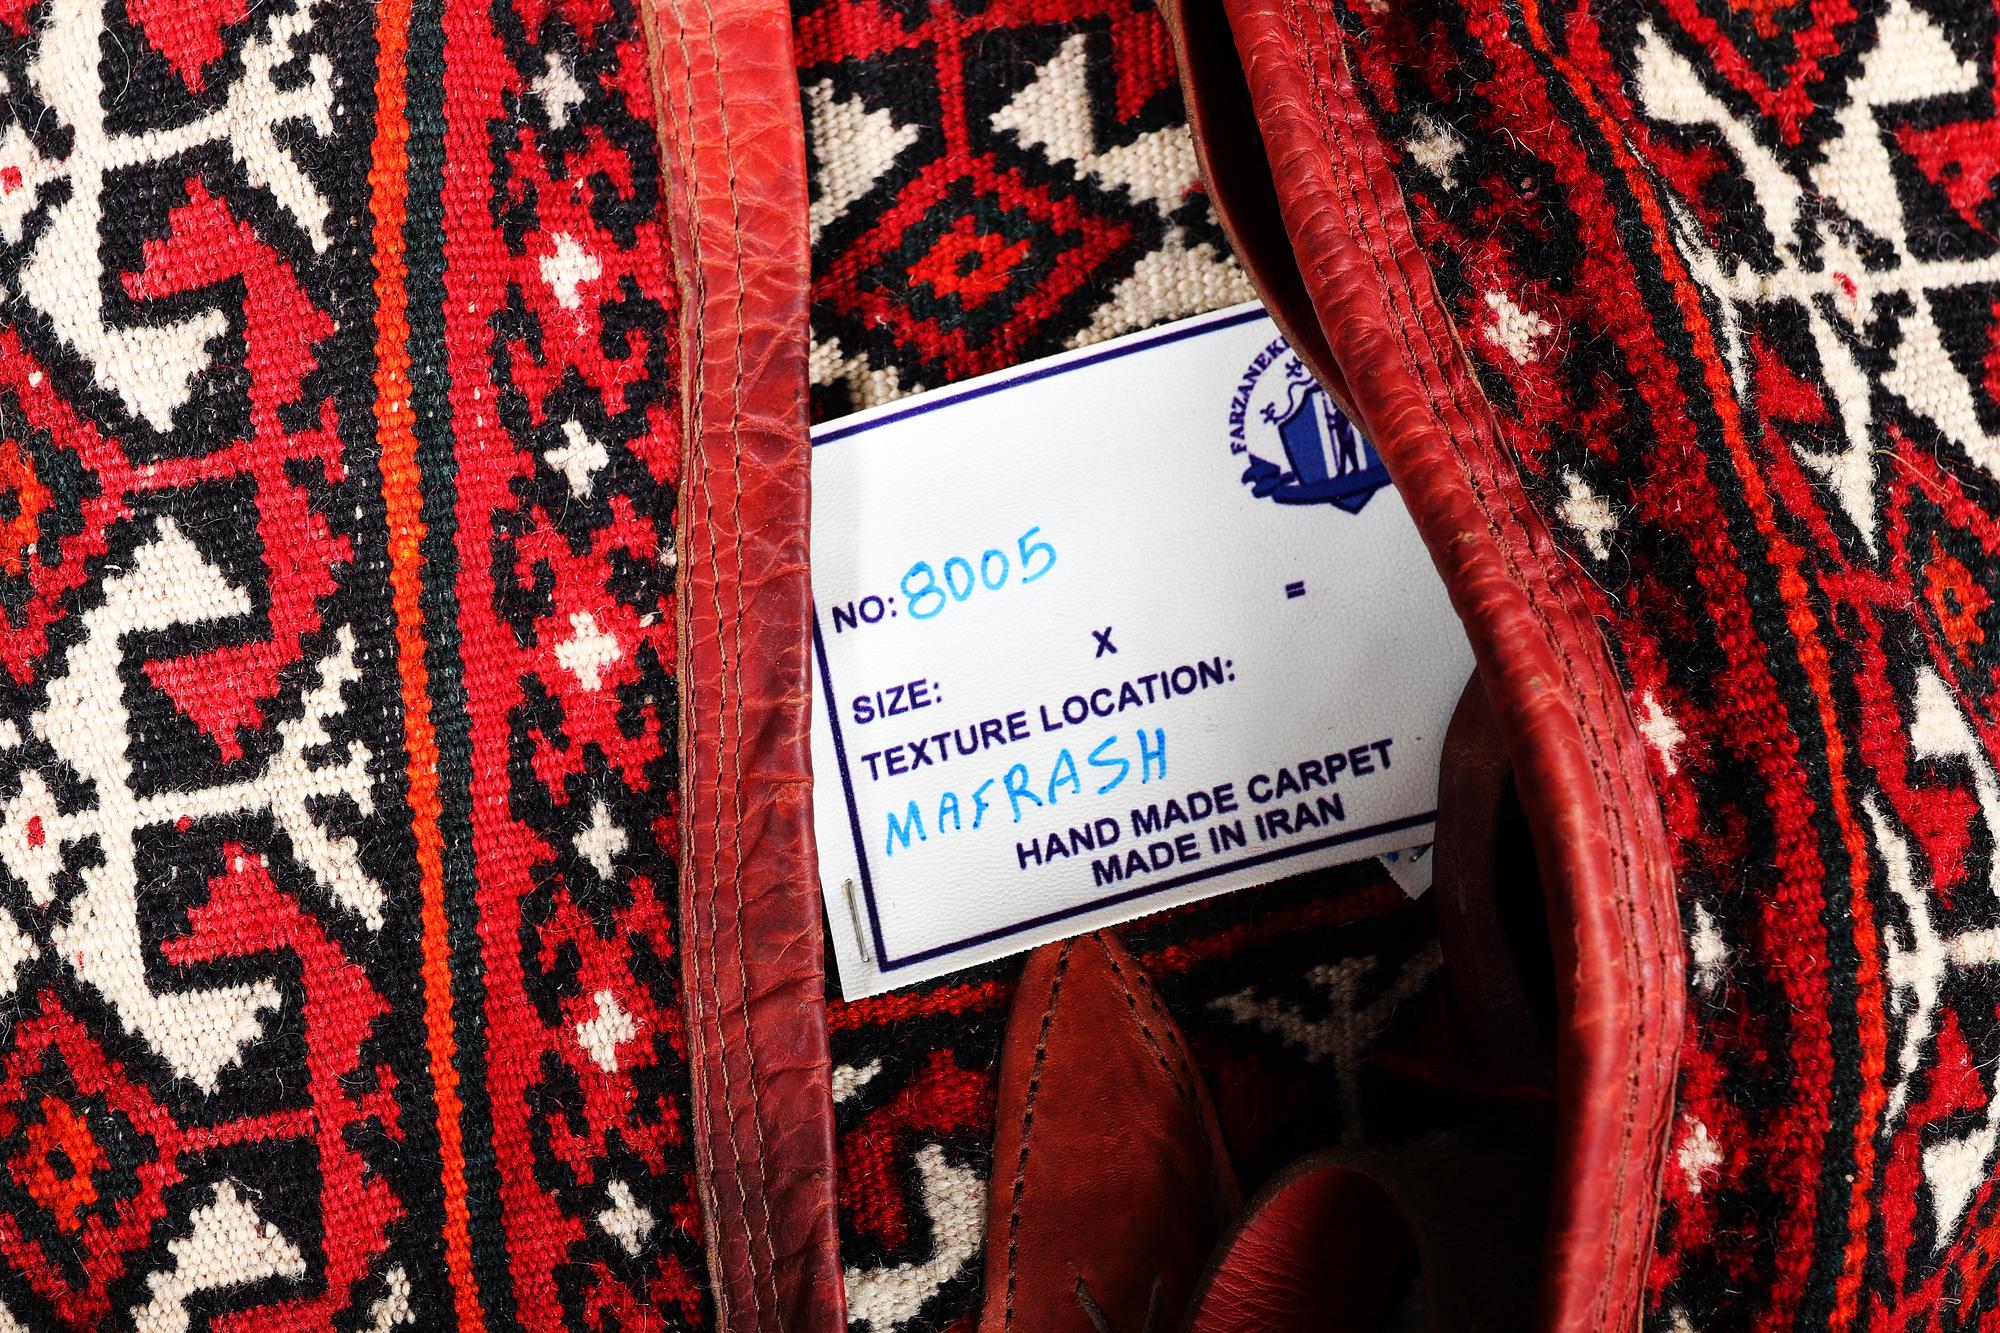 NO: 8005
X =
SIZE:
TEXTURE LOCATION:
MAFRASH
HAND MADE CARPET
MADE IN IRAN